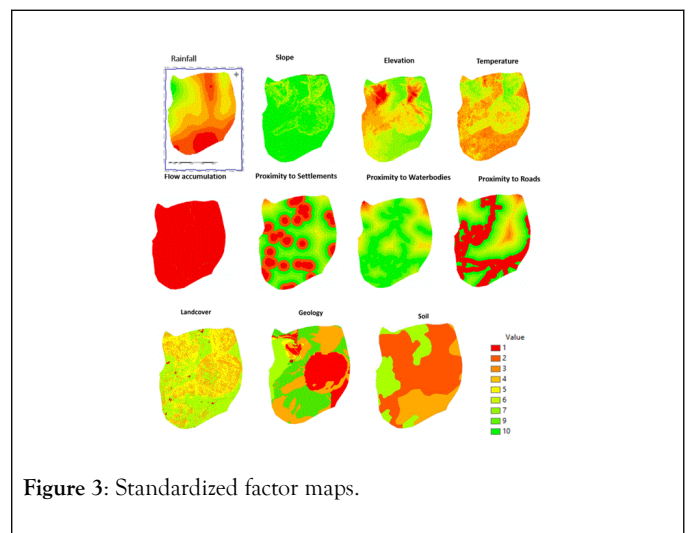 Rainfall
Slope
Elevation
Temperature
Flow accumulation
Proximity to Settlements
Proximity to Waterbodies
Proximity to Roads
Landcover
Geology
Soil
Value
1
2
3
4
5
6
7
9
10
Figure 3: Standardized factor maps.